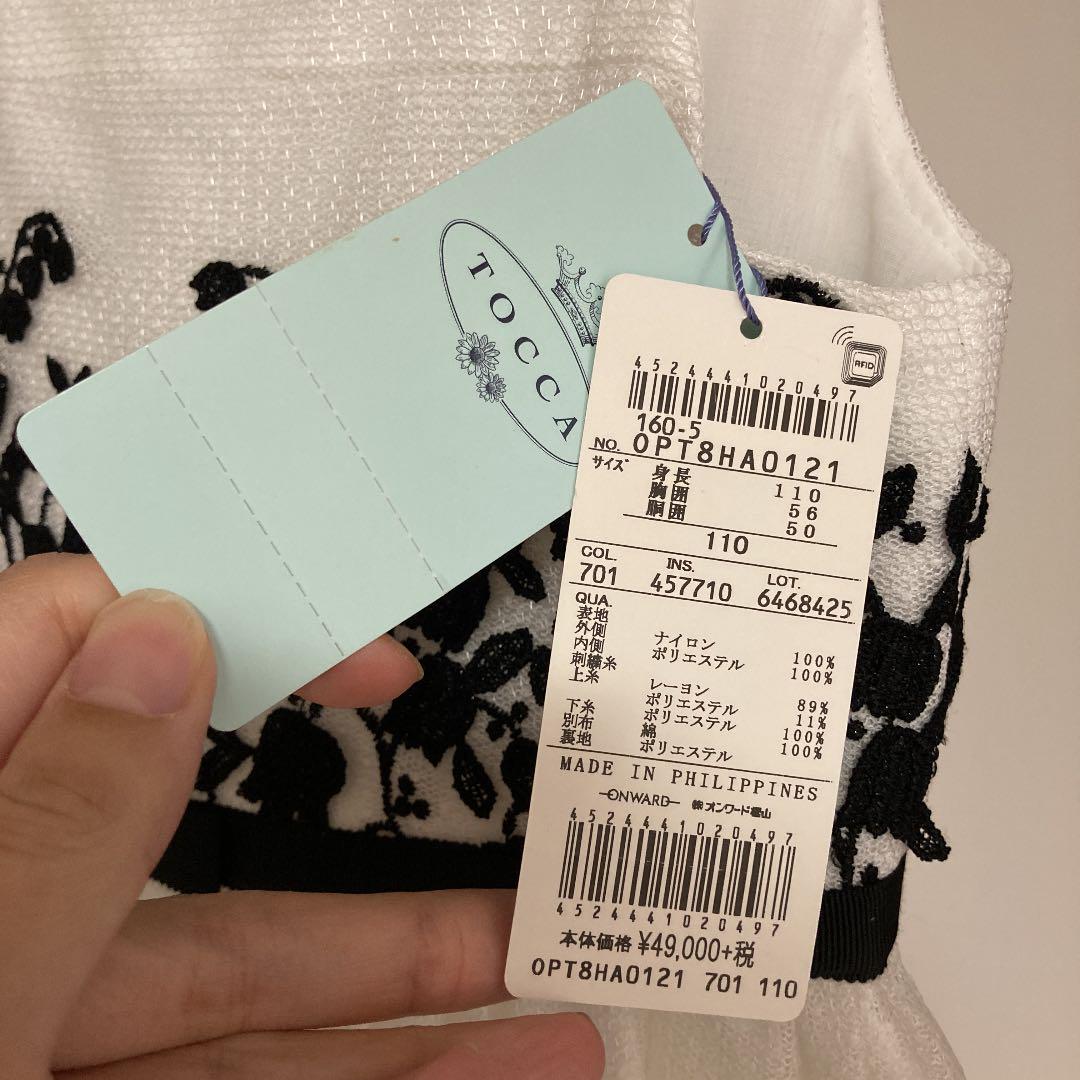 TOCCA
RFID
4524441020497
160-5
NO. OPT8HA0121
サイズ 身長 110
胸囲 56
胴囲 50
110
COL. INS. LOT.
701 457710 6468425
QUA.
表地
外側 ナイロン 100%
内側 ポリエステル 100%
刺繍糸
上糸 レーヨン 89%
ポリエステル 11%
下糸 ポリエステル 100%
別布 綿 100%
裏地 ポリエステル
MADE IN PHILIPPINES
ONWARD ㈱オンワード樫山
4524441020497
4524441020497
本体価格 ¥49,000+税
OPT8HA0121 701 110